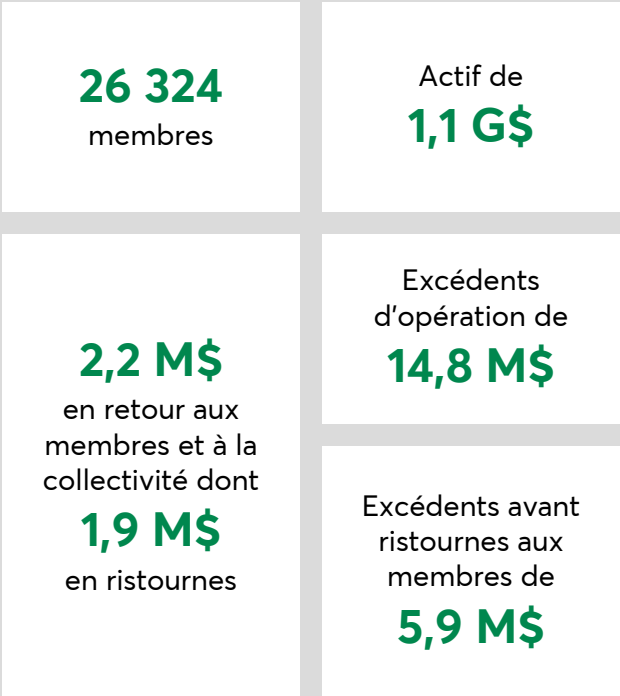 26 324
membres
Actif de
1,1 G$
2,2 M$
en retour aux
membres et à la
collectivité dont
1,9 M$
en ristournes
Excédents
d'opération de
14,8 M$
Excédents avant
ristournes aux
membres de
5,9 M$